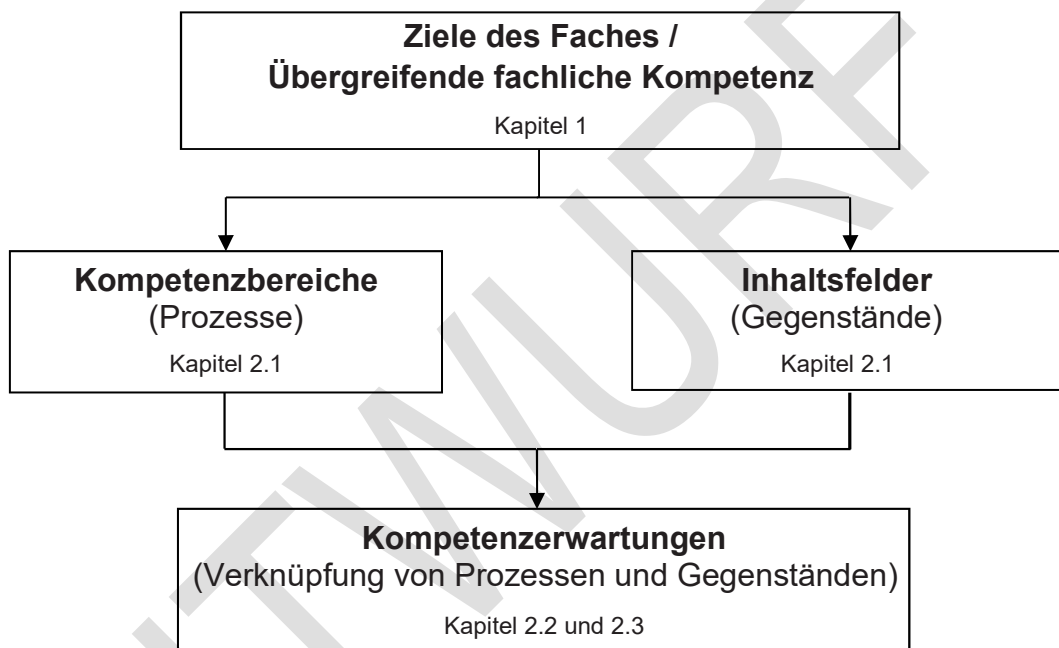 Ziele des Faches /
Übergreifende fachliche Kompetenz
Kapitel 1
Kompetenzbereiche
(Prozesse)
Kapitel 2.1
Inhaltsfelder
(Gegenstände)
Kapitel 2.1
Kompetenzerwartungen
(Verknüpfung von Prozessen und Gegenständen)
Kapitel 2.2 und 2.3
NTWURF